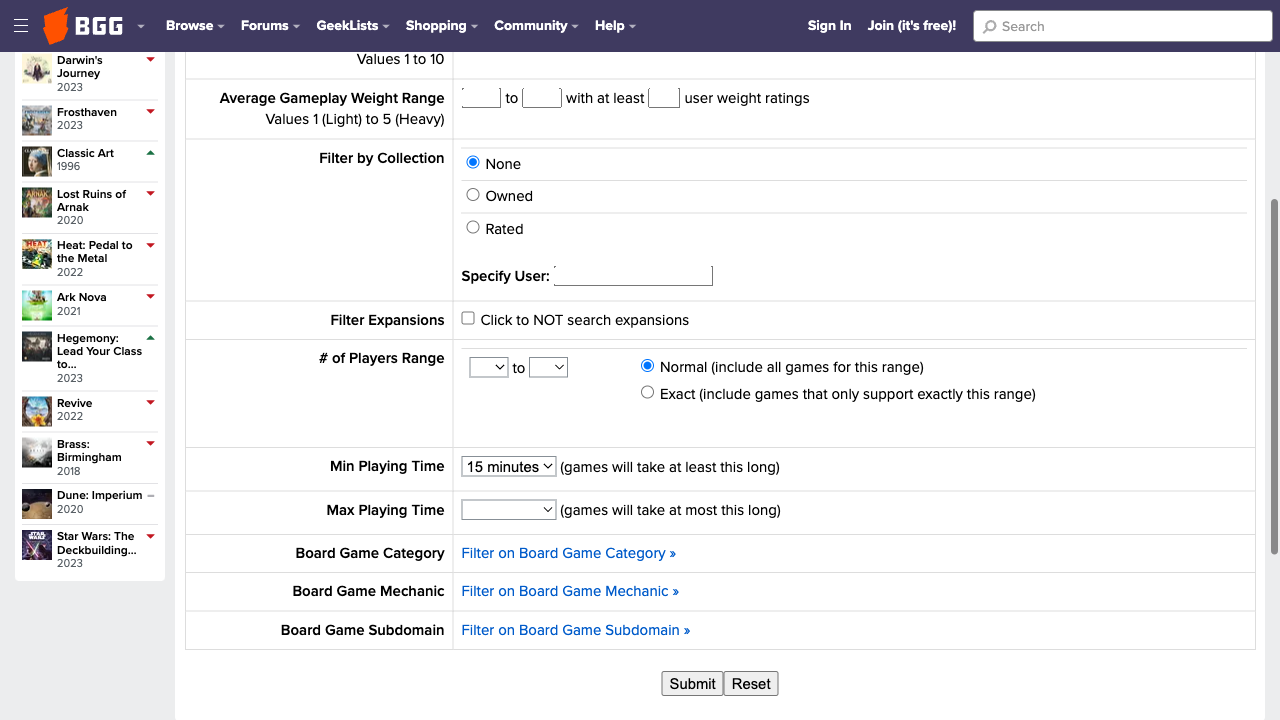 BGG
Browse
Forums
GeekLists
Shopping
Community
Help
Sign In
Join (it's free)!
Search
Darwin's
Journey
2023
Frosthaven
2023
Classic Art
1996
Lost Ruins of
Arnak
2020
Heat: Pedal to
the Metal
2022
Ark Nova
2021
Hegemony:
Lead Your Class
to...
2023
Revive
2022
Brass:
Birmingham
2018
Dune: Imperium
2020
Star Wars: The
Deckbuilding...
2023
Values 1 to 10
Average Gameplay Weight Range
Values 1 (Light) to 5 (Heavy)
to with at least user weight ratings
Filter by Collection
None
Owned
Rated
Specify User:
Filter Expansions
Click to NOT search expansions
# of Players Range
to
Normal (include all games for this range)
Exact (include games that only support exactly this range)
Min Playing Time
15 minutes (games will take at least this long)
Max Playing Time
(games will take at most this long)
Board Game Category
Filter on Board Game Category »
Board Game Mechanic
Filter on Board Game Mechanic »
Board Game Subdomain
Filter on Board Game Subdomain »
Submit
Reset